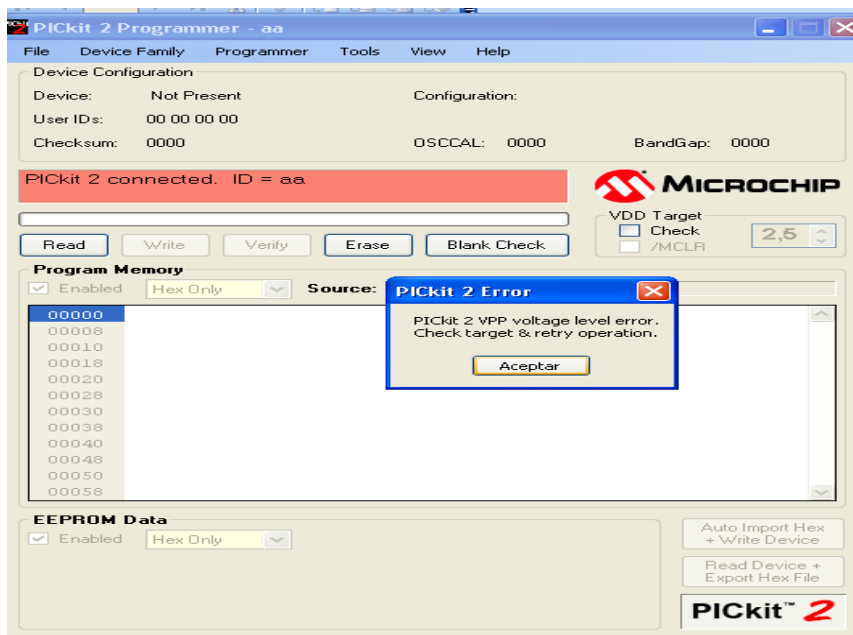 PICkit 2 Programmer - aa
File Device Family Programmer Tools View Help
Device Configuration
Device: Not Present Configuration:
User IDs: 00 00 00 00
Checksum: 0000 OSCCAL: 0000 BandGap: 0000
PICkit 2 connected. ID = aa
MICROCHIP
VDD Target
Check
/MCLR
2,5
Read Write Verify Erase Blank Check
Program Memory
Enabled Hex Only Source:
PICkit 2 Error
PICkit 2 VPP voltage level error.
Check target & retry operation.
Aceptar
00000
00008
00010
00018
00020
00028
00030
00038
00040
00048
00050
00058
EEPROM Data
Enabled Hex Only
Auto Import Hex
+ Write Device
Read Device +
Export Hex File
PICkit™ 2